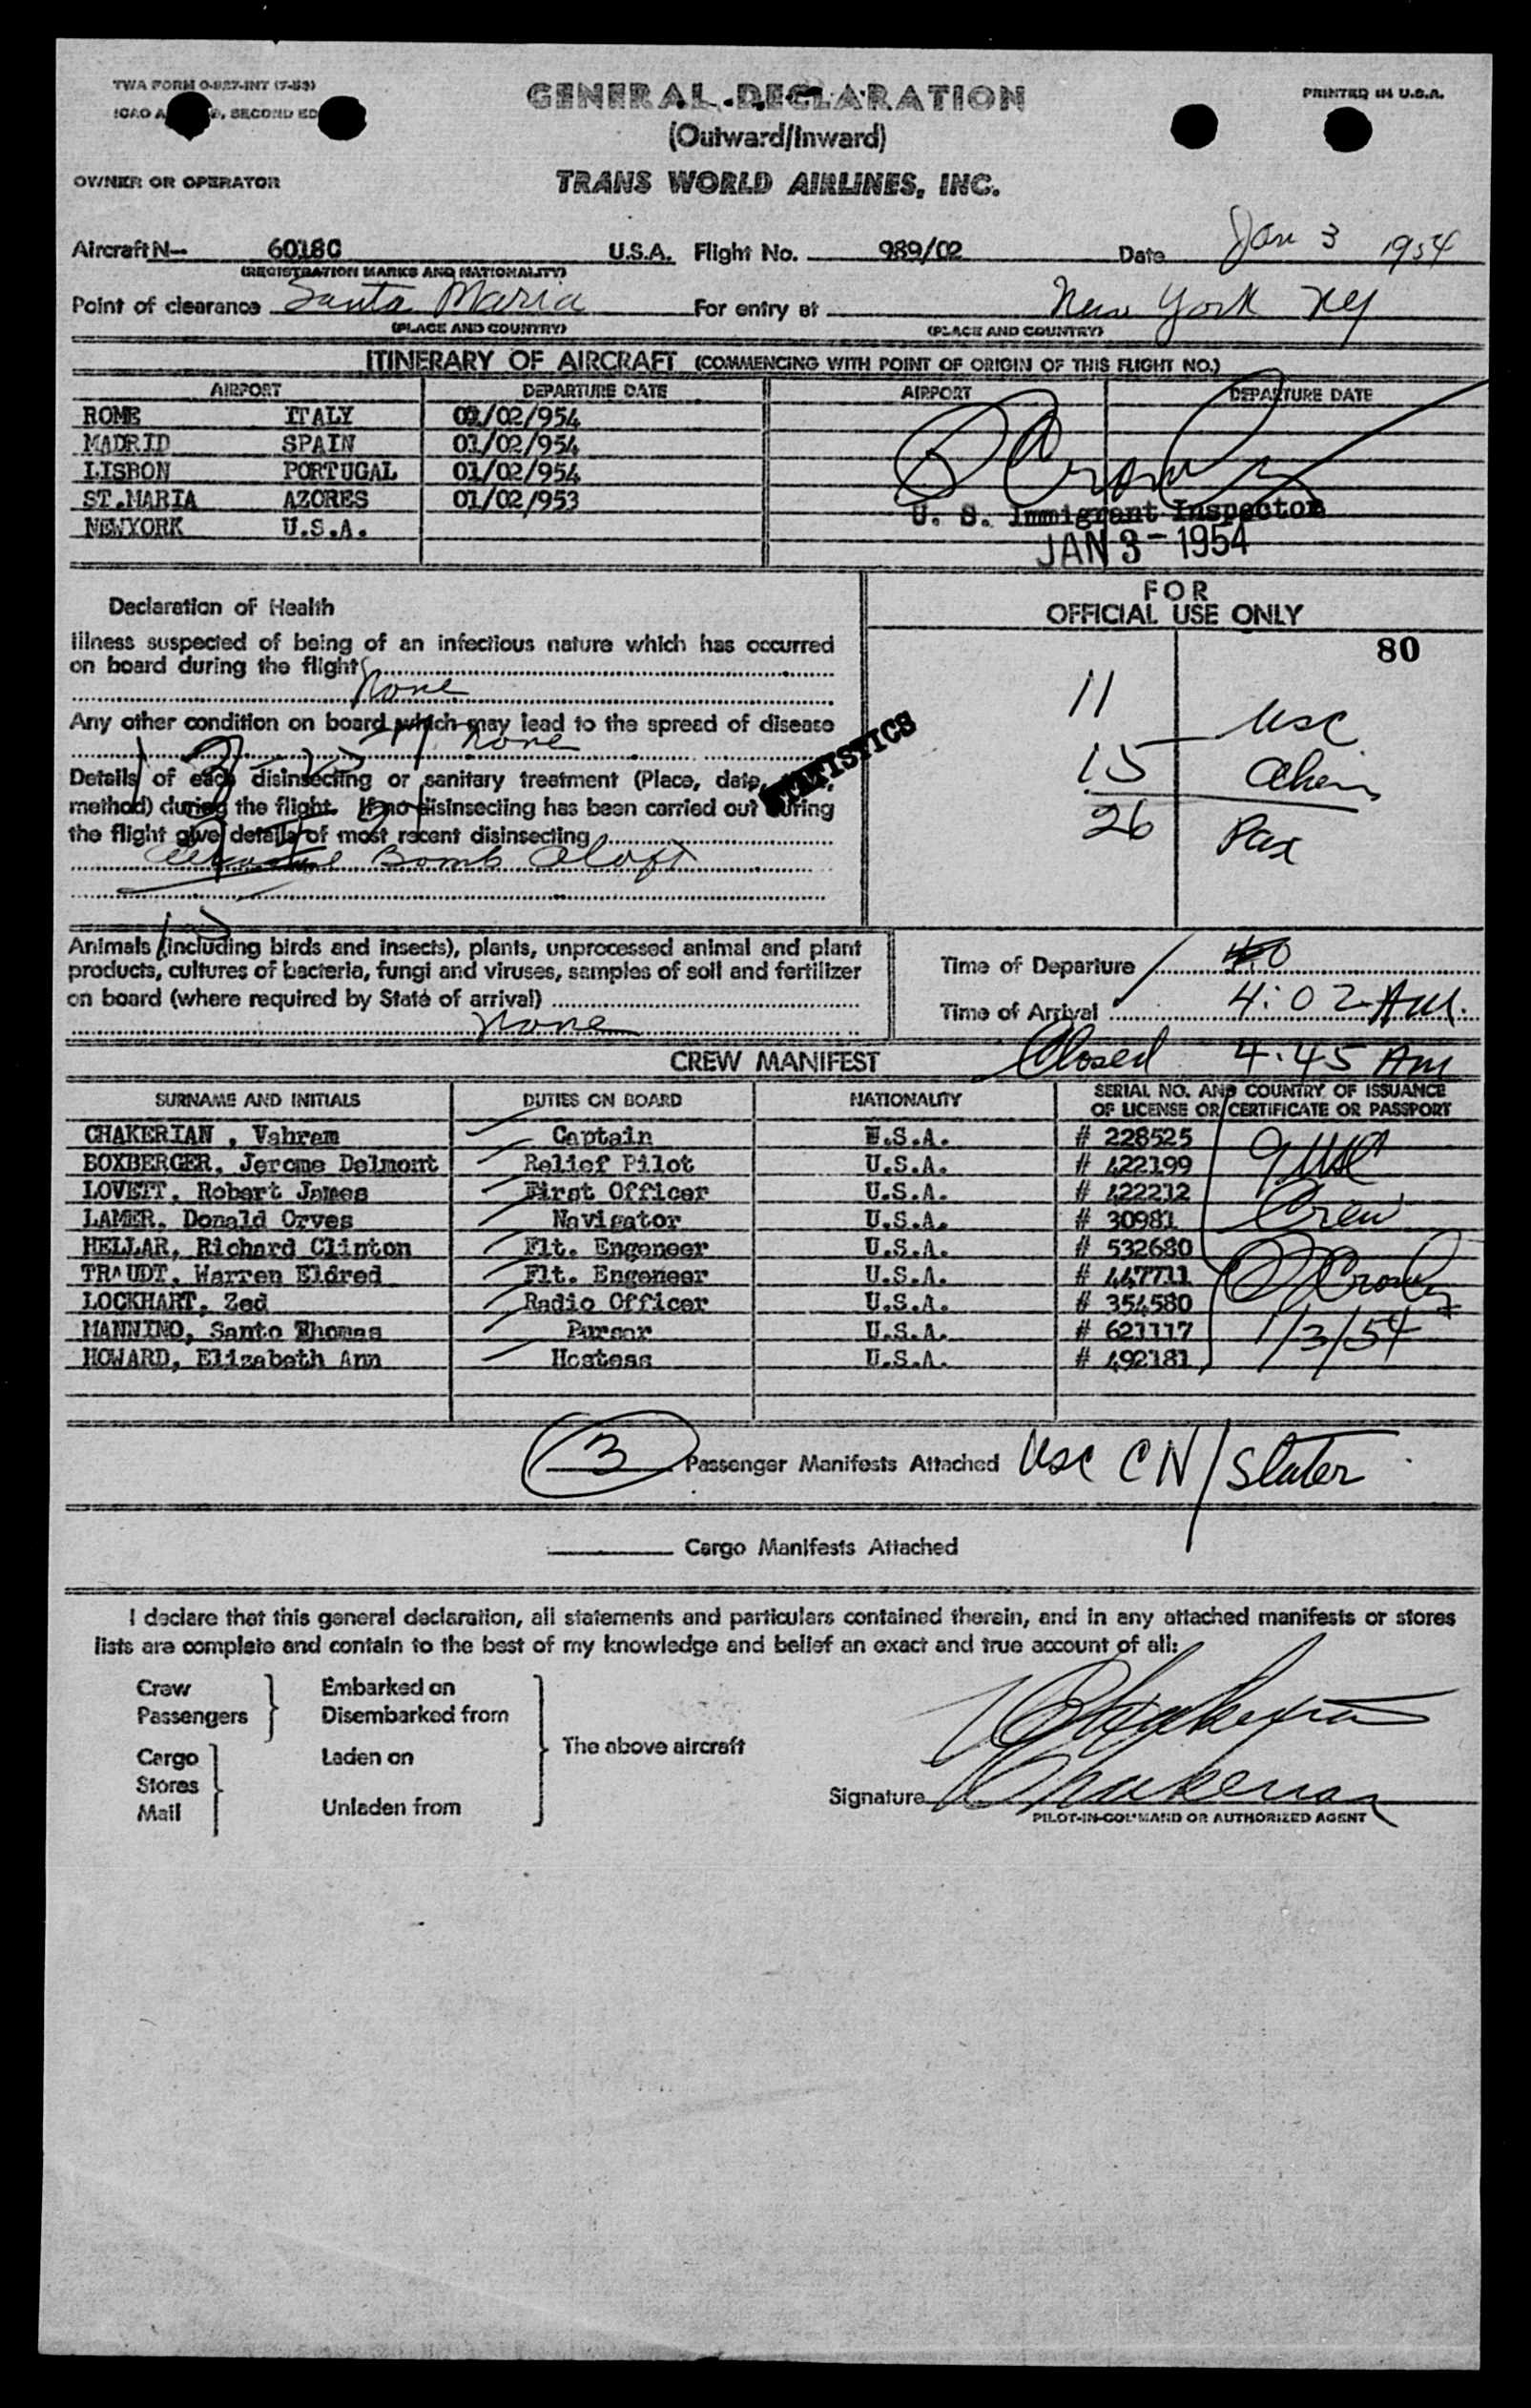 TWA FORM O-827-INT (7-53)
PRINTED IN U.S.A.
GENERAL DECLARATION
(Outward/Inward)
OWNER OR OPERATOR
TRANS WORLD AIRLINES, INC.
Aircraft N— 6018C U.S.A. Flight No. 989/02 Date Jan 3 1954
(REGISTRATION MARKS AND NATIONALITY)
Point of clearance Santa Maria For entry at New York NY
(PLACE AND COUNTRY) (PLACE AND COUNTRY)
ITINERARY OF AIRCRAFT (COMMENCING WITH POINT OF ORIGIN OF THIS FLIGHT NO.)
AIRPORT DEPARTURE DATE AIRPORT DEPARTURE DATE
ROME ITALY 01/02/954
MADRID SPAIN 01/02/954
LISBON PORTUGAL 01/02/954
ST.MARIA AZORES 01/02/953
NEWYORK U.S.A.
U. S. Immigrant Inspector
JAN 3 - 1954
FOR
OFFICIAL USE ONLY
80
11 usc
15 Aliens
26 Pax
Declaration of Health
Illness suspected of being of an infectious nature which has occurred
on board during the flight
None
Any other condition on board which may lead to the spread of disease
none
STATISTICS
Details of each disinsecting or sanitary treatment (Place, date,
method) during the flight. If no disinsecting has been carried out during
the flight give details of most recent disinsecting
Bomb Aloft
Animals (including birds and insects), plants, unprocessed animal and plant
products, cultures of bacteria, fungi and viruses, samples of soil and fertilizer
on board (where required by State of arrival)
none
Time of Departure
Time of Arrival 4:02 AM.
Closed 4:45 AM
CREW MANIFEST
SURNAME AND INITIALS DUTIES ON BOARD NATIONALITY SERIAL NO. AND COUNTRY OF ISSUANCE
OF LICENSE OR CERTIFICATE OR PASSPORT
CHAKERIAN , Vahram Captain U.S.A. # 228525
BOXBERGER, Jerome Delmont Relief Pilot U.S.A. # 422199
LOVETT, Robert James First Officer U.S.A. # 422212
LAMER, Donald Orves Navigator U.S.A. # 30981
HELLAR, Richard Clinton Flt. Engeneer U.S.A. # 532680
TRAUDT, Warren Eldred Flt. Engeneer U.S.A. # 447711
LOCKHART, Zed Radio Officer U.S.A. # 354580
MANNINO, Santo Thomas Purser U.S.A. # 621117
HOWARD, Elizabeth Ann Hostess U.S.A. # 492181
9 USC
Crew
1/3/54
3 Passenger Manifests Attached Usc CN/Slater
Cargo Manifests Attached
I declare that this general declaration, all statements and particulars contained therein, and in any attached manifests or stores
lists are complete and contain to the best of my knowledge and belief an exact and true account of all:
Crew Embarked on
Passengers Disembarked from
The above aircraft
Cargo Laden on
Stores
Mail Unladen from
Signature V Chakerian
PILOT-IN-COMMAND OR AUTHORIZED AGENT